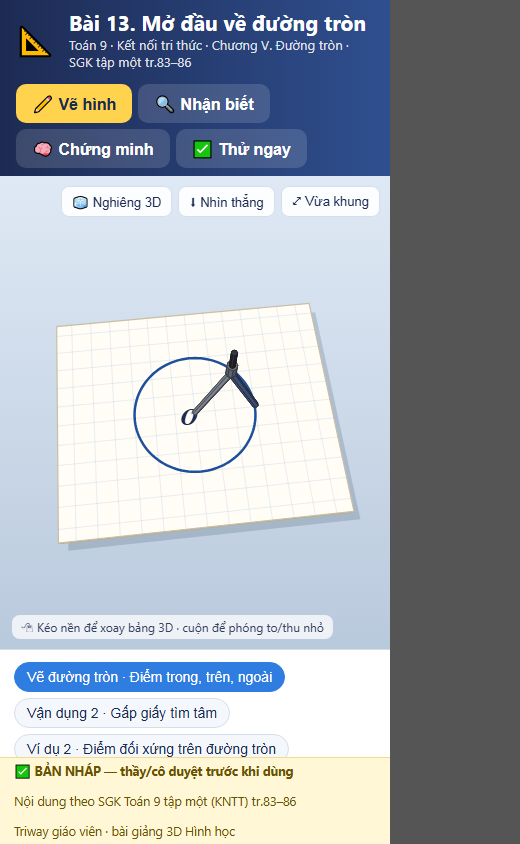 Bài 13. Mở đầu về đường tròn
Toán 9 · Kết nối tri thức · Chương V. Đường tròn ·
SGK tập một tr.83–86
Vẽ hình
Nhận biết
Chứng minh
Thử ngay
Nghiêng 3D
Nhìn thẳng
Vừa khung
O
Kéo nền để xoay bảng 3D · cuộn để phóng to/thu nhỏ
Vẽ đường tròn · Điểm trong, trên, ngoài
Vận dụng 2 · Gấp giấy tìm tâm
Ví dụ 2 · Điểm đối xứng trên đường tròn
BẢN NHÁP — thầy/cô duyệt trước khi dùng
Nội dung theo SGK Toán 9 tập một (KNTT) tr.83–86
Triway giáo viên · bài giảng 3D Hình học